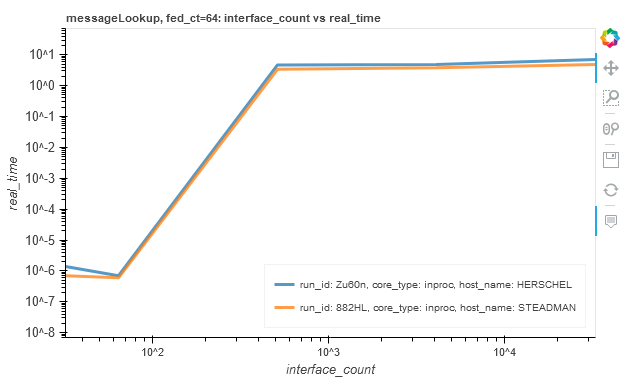 messageLookup, fed_ct=64: interface_count vs real_time
10^1
10^0
10^-1
10^-2
10^-3
10^-4
10^-5
10^-6
10^-7
10^-8
real_time
run_id: Zu60n, core_type: inproc, host_name: HERSCHEL
run_id: 882HL, core_type: inproc, host_name: STEADMAN
10^2 10^3 10^4
interface_count